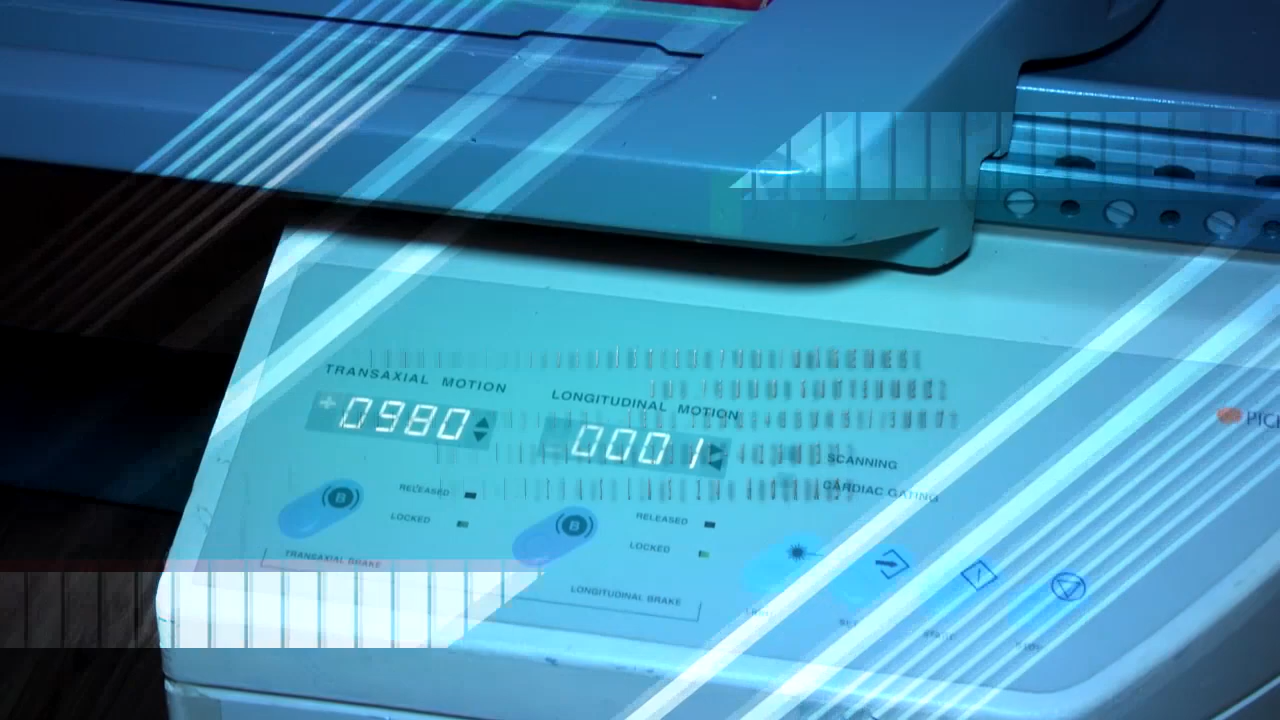 TRANSAXIAL MOTION
LONGITUDINAL MOTION
+0980
0001
SCANNING
CARDIAC GATING
RELEASED
LOCKED
RELEASED
LOCKED
TRANSAXIAL BRAKE
LONGITUDINAL BRAKE